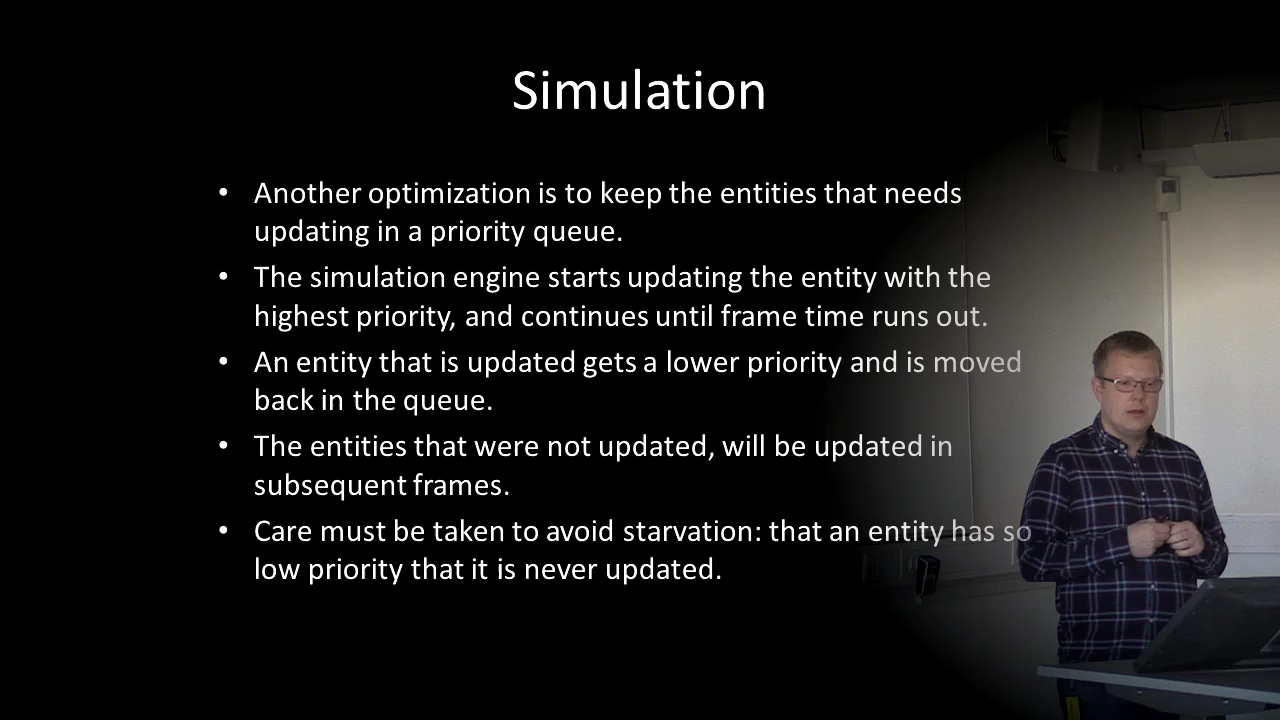 Simulation
• Another optimization is to keep the entities that needs
updating in a priority queue.
• The simulation engine starts updating the entity with the
highest priority, and continues until frame time runs out.
• An entity that is updated gets a lower priority and is moved
back in the queue.
• The entities that were not updated, will be updated in
subsequent frames.
• Care must be taken to avoid starvation: that an entity has so
low priority that it is never updated.